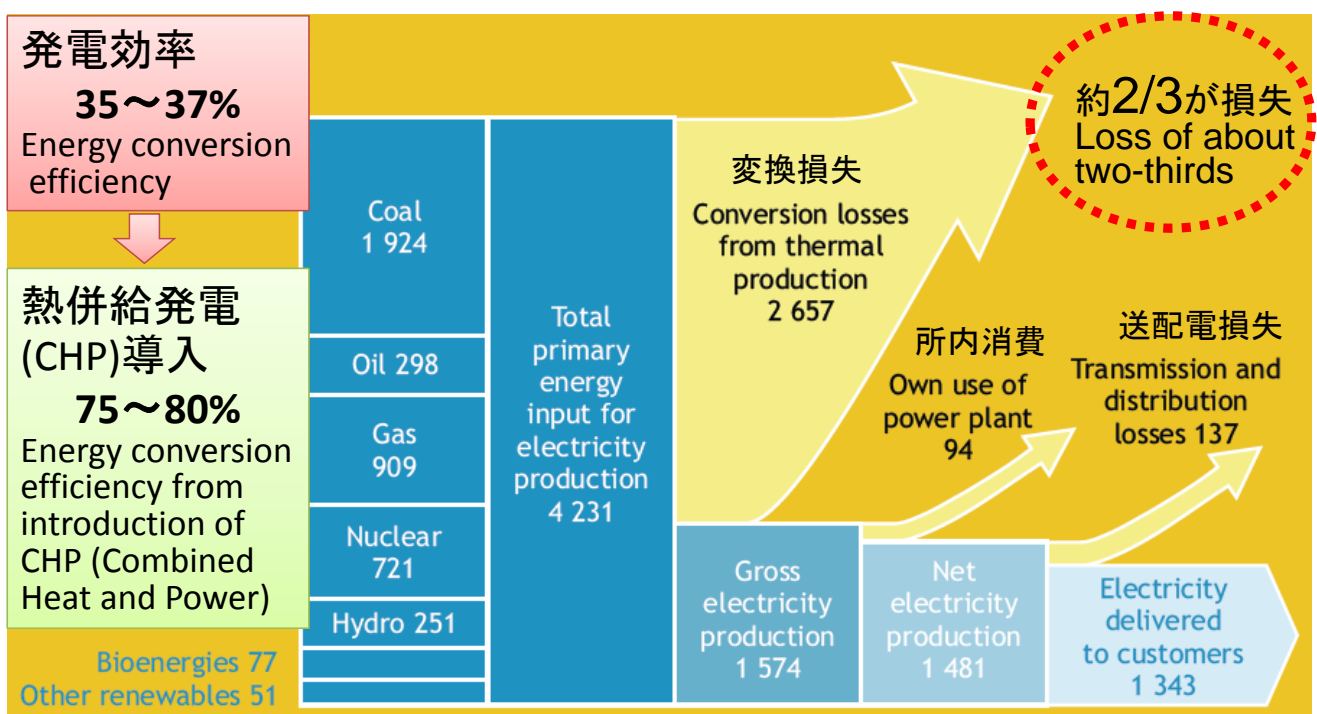 発電効率
35～37%
Energy conversion
efficiency
熱併給発電
(CHP)導入
75～80%
Energy conversion
efficiency from
introduction of
CHP (Combined
Heat and Power)
Coal
1 924
Oil 298
Gas
909
Nuclear
721
Hydro 251
Bioenergies 77
Other renewables 51
Total
primary
energy
input for
electricity
production
4 231
変換損失
Conversion losses
from thermal
production
2 657
約2/3が損失
Loss of about
two-thirds
所内消費
Own use of
power plant
94
送配電損失
Transmission and
distribution
losses 137
Gross
electricity
production
1 574
Net
electricity
production
1 481
Electricity
delivered
to customers
1 343